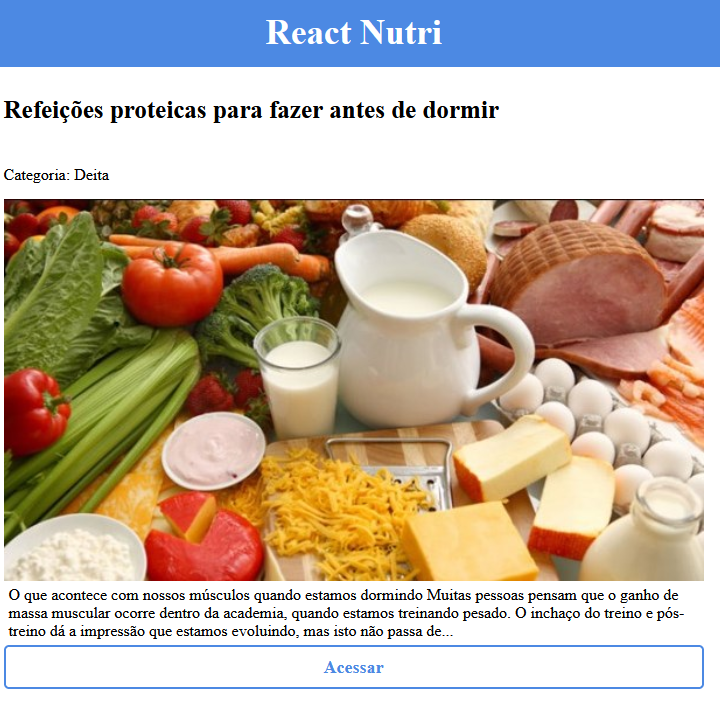 React Nutri
Refeições proteicas para fazer antes de dormir
Categoria: Deita
O que acontece com nossos músculos quando estamos dormindo Muitas pessoas pensam que o ganho de
massa muscular ocorre dentro da academia, quando estamos treinando pesado. O inchaço do treino e pós-
treino dá a impressão que estamos evoluindo, mas isto não passa de...
Acessar